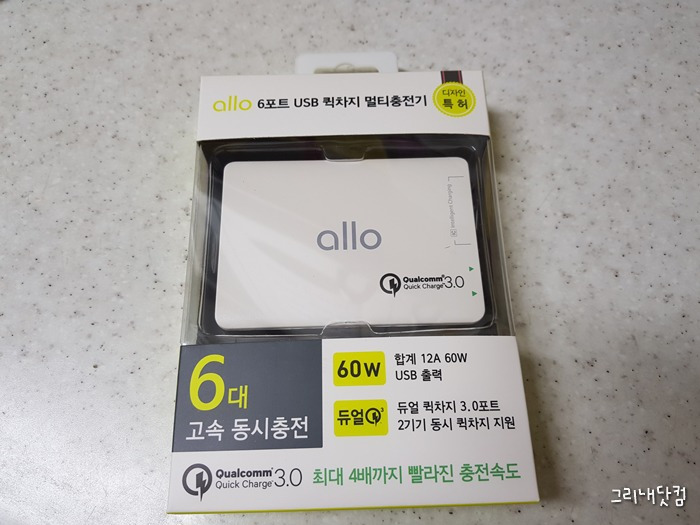 allo 6포트 USB 퀵차지 멀티충전기
디자인
특허
Intelligent Charging
allo
Qualcomm
Quick Charge 3.0
6대
고속 동시충전
60W
합계 12A 60W
USB 출력
듀얼 3
듀얼 퀵차지 3.0포트
2기기 동시 퀵차지 지원
Qualcomm
Quick Charge 3.0
최대 4배까지 빨라진 충전속도
그리내닷컴